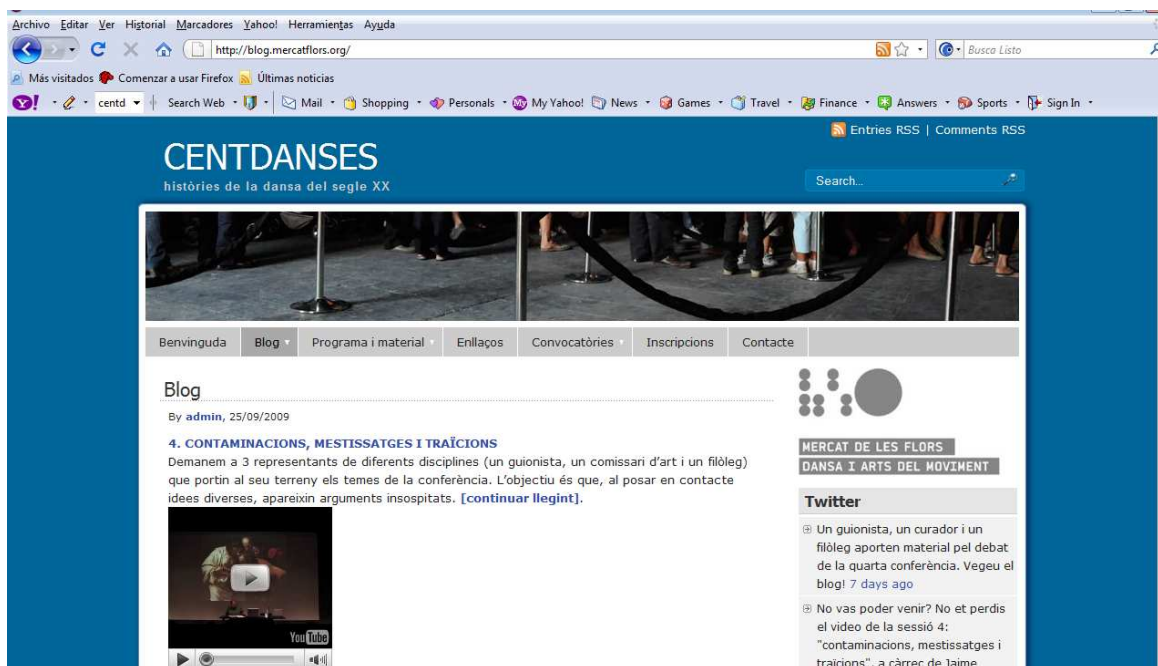 Archivo Editar Ver Historial Marcadores Yahoo! Herramientas Ayuda
http://blog.mercatflors.org/
Busca Listo
Más visitados Comenzar a usar Firefox Últimas noticias
Y! centd Search Web Mail Shopping Personals My Yahoo! News Games Travel Finance Answers Sports Sign In
Entries RSS | Comments RSS
CENTDANSES
històries de la dansa del segle XX
Search...
Benvinguda Blog Programa i material Enllaços Convocatòries Inscripcions Contacte
Blog
By admin, 25/09/2009
4. CONTAMINACIONS, MESTISSATGES I TRAÏCIONS
Demanem a 3 representants de diferents disciplines (un guionista, un comissari d'art i un filòleg)
que portin al seu terreny els temes de la conferència. L'objectiu és que, al posar en contacte
idees diverses, apareixin arguments insospitats. [continuar llegint].
YouTube
MERCAT DE LES FLORS
DANSA I ARTS DEL MOVIMENT
Twitter
Un guionista, un curador i un
filòleg aporten material pel debat
de la quarta conferència. Vegeu el
blog! 7 days ago
No vas poder venir? No et perdis
el video de la sessió 4:
"contaminacions, mestissatges i
traïcions", a càrrec de Jaime